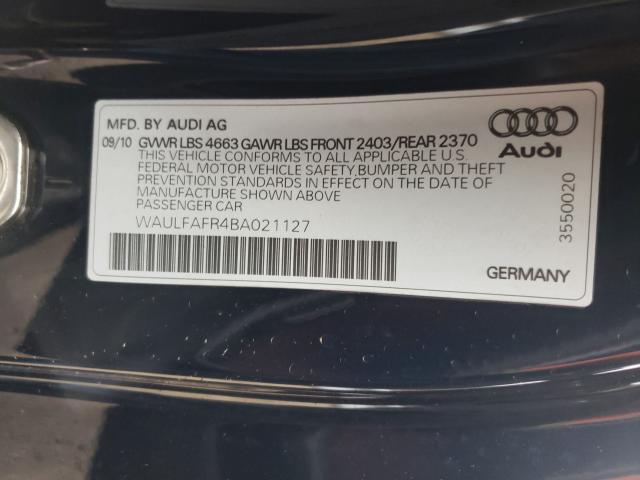 MFD. BY AUDI AG
09/10 GVWR LBS 4663 GAWR LBS FRONT 2403/REAR 2370
THIS VEHICLE CONFORMS TO ALL APPLICABLE U.S.
FEDERAL MOTOR VEHICLE SAFETY,BUMPER AND THEFT
PREVENTION STANDARDS IN EFFECT ON THE DATE OF
MANUFACTURE SHOWN ABOVE
PASSENGER CAR
WAULFAFR4BA021127
Audi
3550020
GERMANY